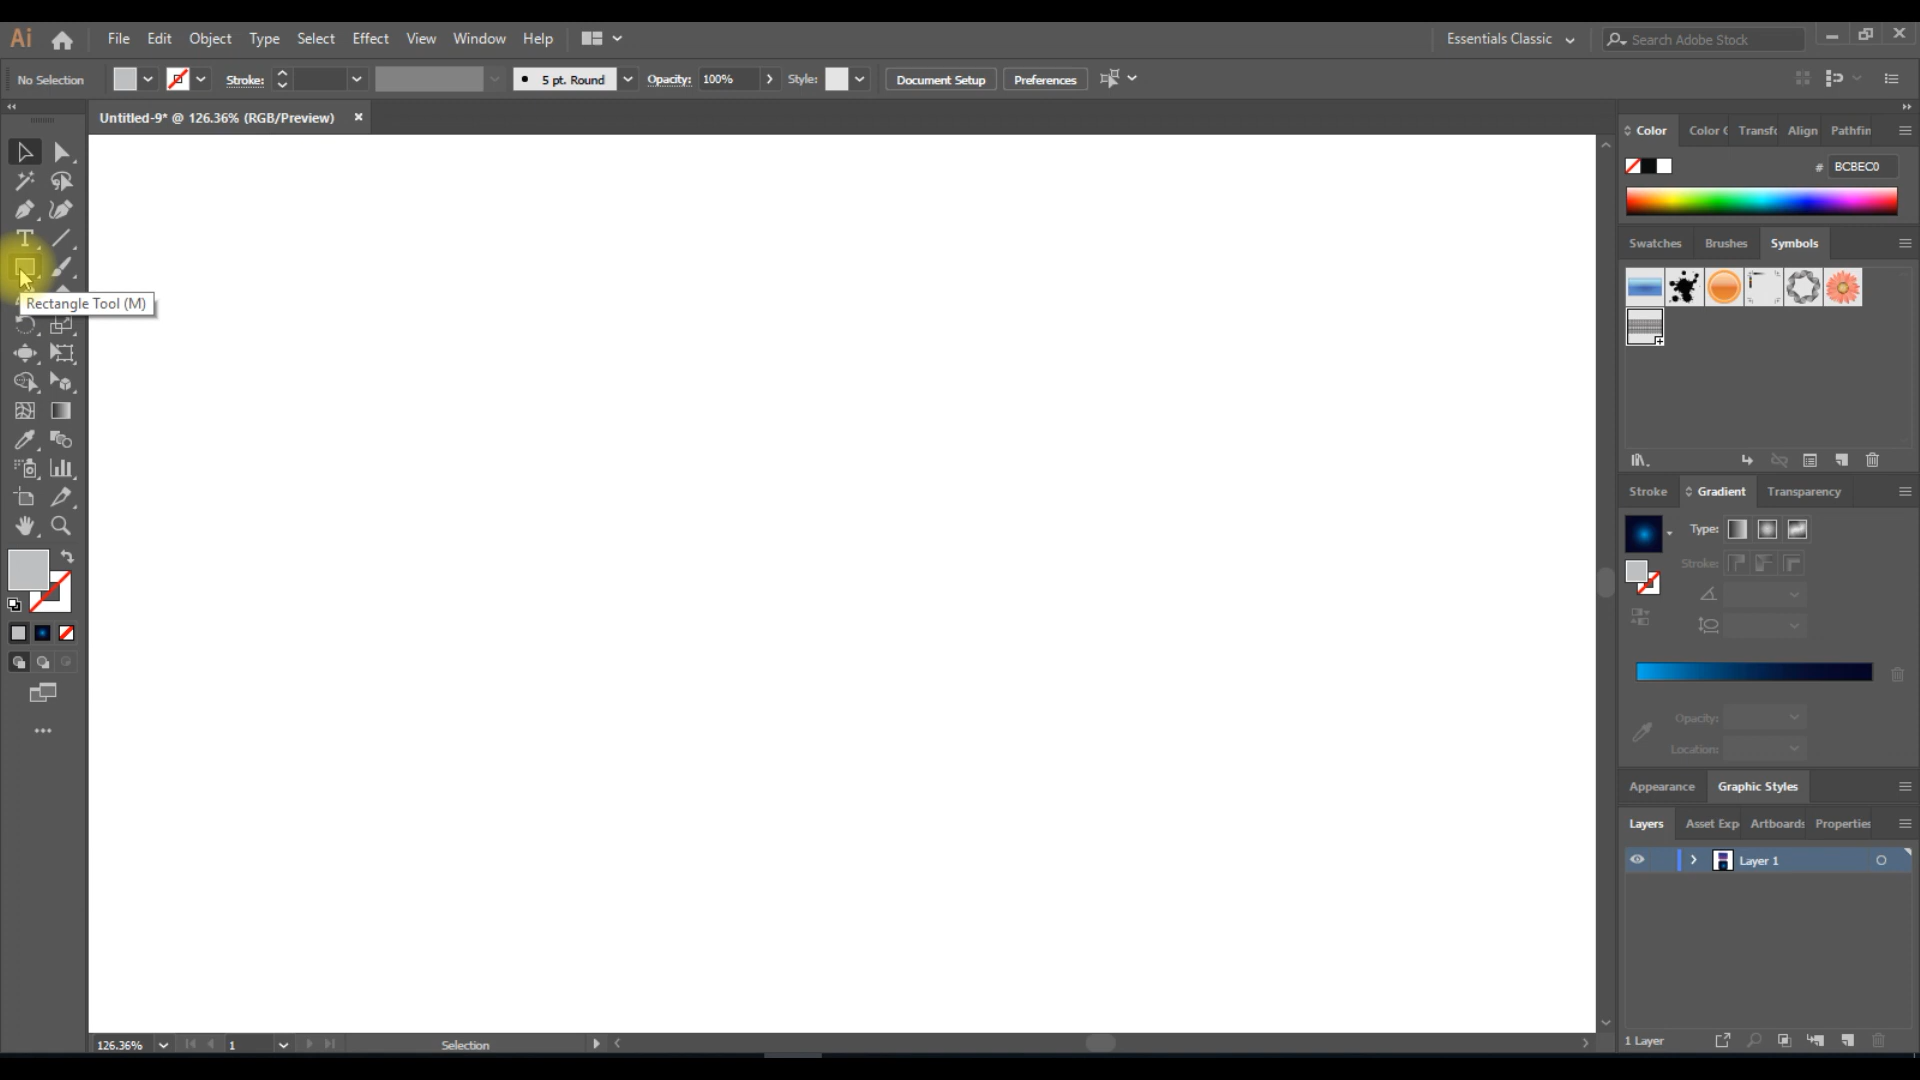 Ai File Edit Object Type Select Effect View Window Help Essentials Classic Search Adobe Stock
No Selection Stroke: 5 pt. Round Opacity: 100% Style: Document Setup Preferences
Untitled-9* @ 126.36% (RGB/Preview)
Color Color Transfo Align Pathfin
# BCBEC0
Rectangle Tool (M)
Swatches Brushes Symbols
Stroke Gradient Transparency
Type:
Stroke:
Opacity:
Location:
Appearance Graphic Styles
Layers Asset Exp Artboards Properties
Layer 1
126.36% 1 Selection
1 Layer